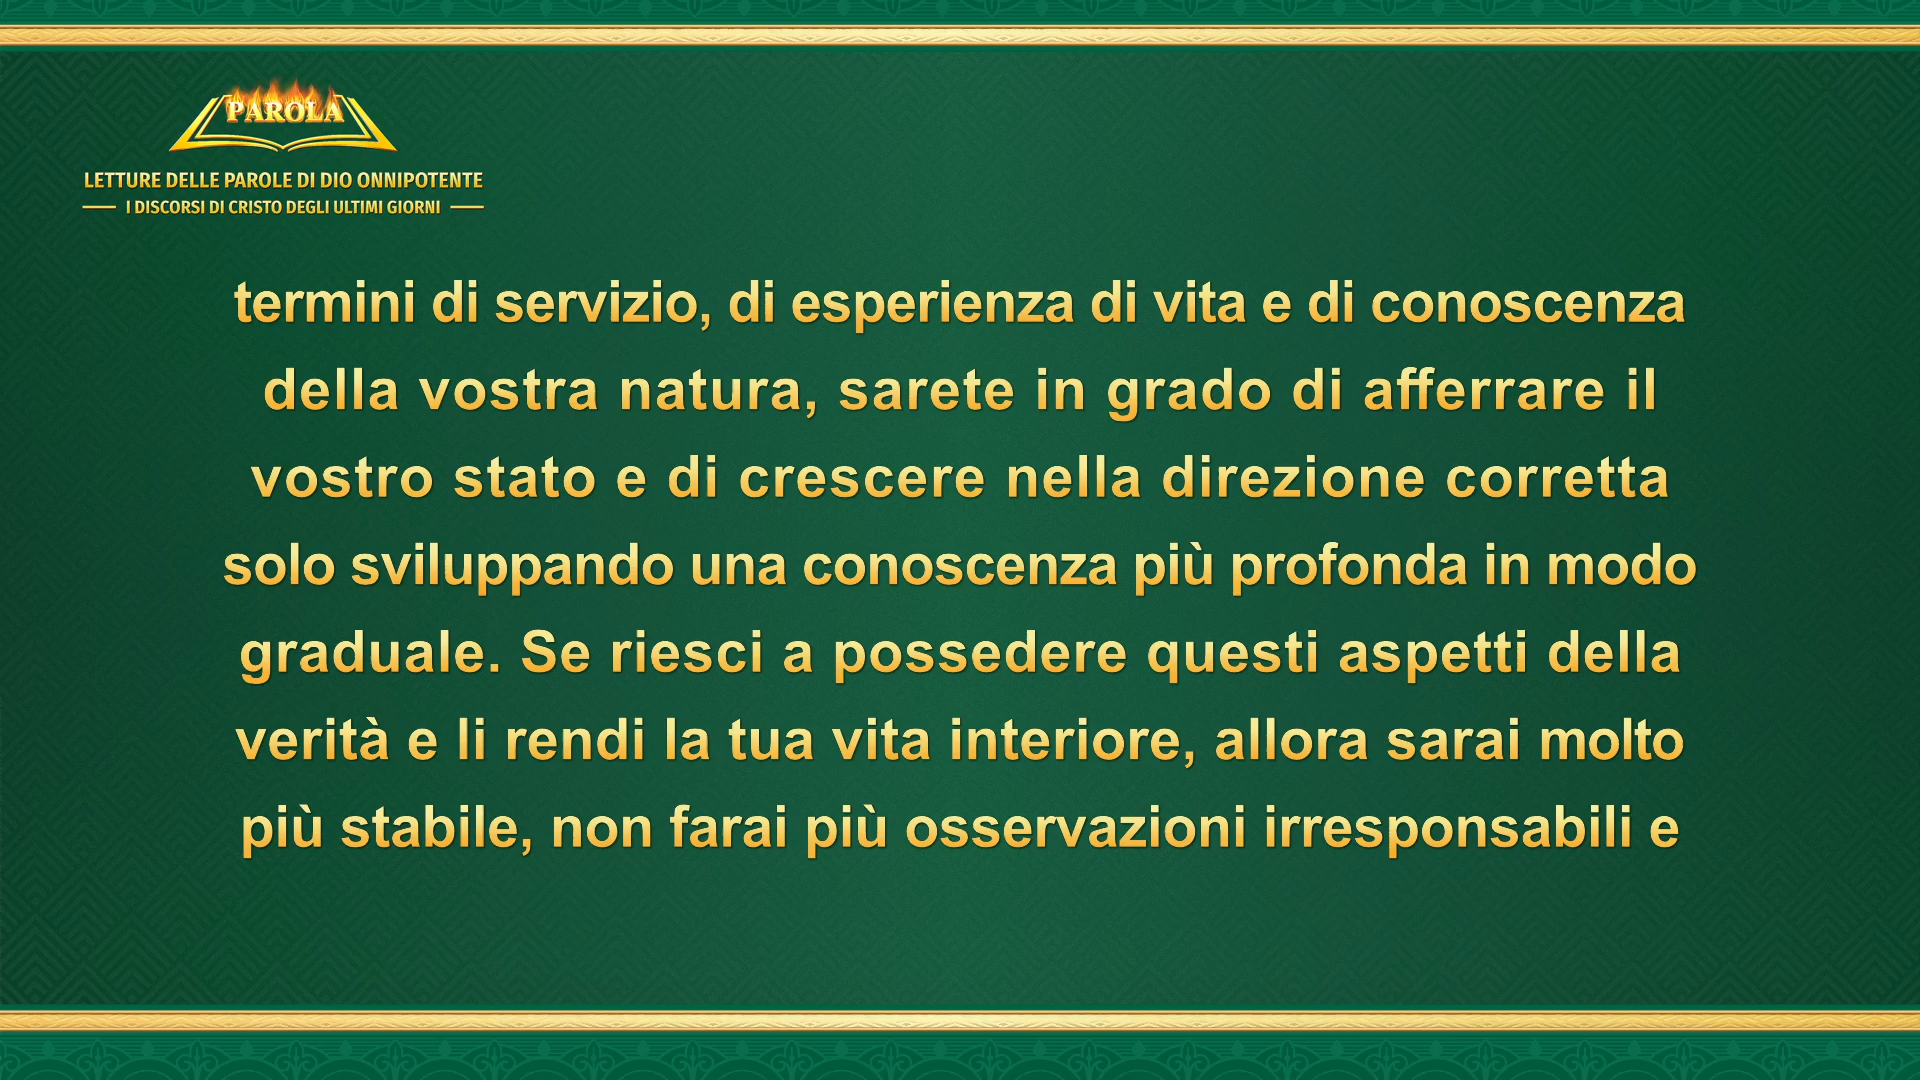 PAROLA
LETTURE DELLE PAROLE DI DIO ONNIPOTENTE
I DISCORSI DI CRISTO DEGLI ULTIMI GIORNI
termini di servizio, di esperienza di vita e di conoscenza
della vostra natura, sarete in grado di afferrare il
vostro stato e di crescere nella direzione corretta
solo sviluppando una conoscenza più profonda in modo
graduale. Se riesci a possedere questi aspetti della
verità e li rendi la tua vita interiore, allora sarai molto
più stabile, non farai più osservazioni irresponsabili e